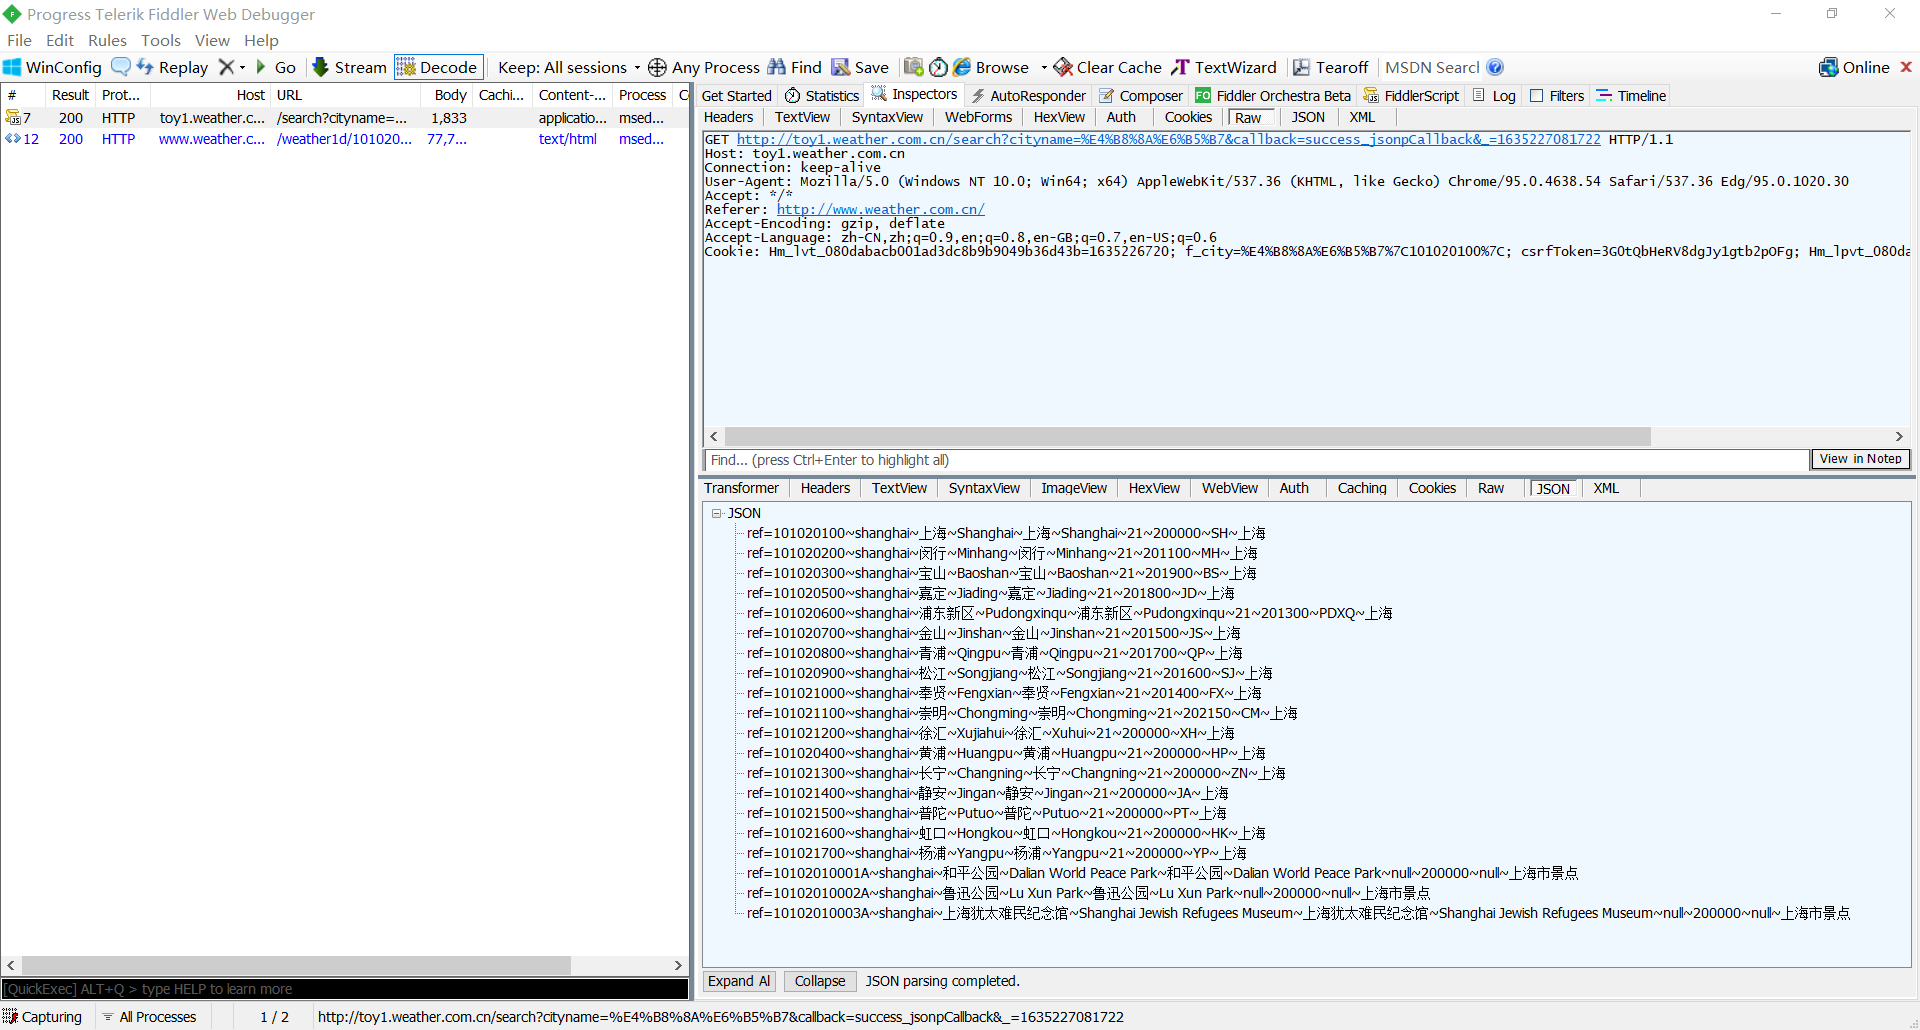 Progress Telerik Fiddler Web Debugger
File Edit Rules Tools View Help
WinConfig Replay Go Stream Decode Keep: All sessions Any Process Find Save Browse Clear Cache TextWizard Tearoff MSDN Search Online
# Result Prot... Host URL Body Cachi... Content-... Process
7 200 HTTP toy1.weather.c... /search?cityname=... 1,833 applicatio... msed...
12 200 HTTP www.weather.c... /weather1d/101020... 77,7... text/html msed...
Get Started Statistics Inspectors AutoResponder Composer FO Fiddler Orchestra Beta FiddlerScript Log Filters Timeline
Headers TextView SyntaxView WebForms HexView Auth Cookies Raw JSON XML
GET http://toy1.weather.com.cn/search?cityname=%E4%B8%8A%E6%B5%B7&callback=success_jsonpCallback&_=1635227081722 HTTP/1.1
Host: toy1.weather.com.cn
Connection: keep-alive
User-Agent: Mozilla/5.0 (Windows NT 10.0; Win64; x64) AppleWebKit/537.36 (KHTML, like Gecko) Chrome/95.0.4638.54 Safari/537.36 Edg/95.0.1020.30
Accept: */*
Referer: http://www.weather.com.cn/
Accept-Encoding: gzip, deflate
Accept-Language: zh-CN,zh;q=0.9,en;q=0.8,en-GB;q=0.7,en-US;q=0.6
Cookie: Hm_lvt_080dabacb001ad3dc8b9b9049b36d43b=1635226720; f_city=%E4%B8%8A%E6%B5%B7%7C101020100%7C; csrfToken=3G0tQbHeRV8dgJy1gtb2pOFg; Hm_lpvt_080da
Find... (press Ctrl+Enter to highlight all) View in Notep
Transformer Headers TextView SyntaxView ImageView HexView WebView Auth Caching Cookies Raw JSON XML
JSON
ref=101020100~shanghai~上海~Shanghai~上海~Shanghai~21~200000~SH~上海
ref=101020200~shanghai~闵行~Minhang~闵行~Minhang~21~201100~MH~上海
ref=101020300~shanghai~宝山~Baoshan~宝山~Baoshan~21~201900~BS~上海
ref=101020500~shanghai~嘉定~Jiading~嘉定~Jiading~21~201800~JD~上海
ref=101020600~shanghai~浦东新区~Pudongxinqu~浦东新区~Pudongxinqu~21~201300~PDXQ~上海
ref=101020700~shanghai~金山~Jinshan~金山~Jinshan~21~201500~JS~上海
ref=101020800~shanghai~青浦~Qingpu~青浦~Qingpu~21~201700~QP~上海
ref=101020900~shanghai~松江~Songjiang~松江~Songjiang~21~201600~SJ~上海
ref=101021000~shanghai~奉贤~Fengxian~奉贤~Fengxian~21~201400~FX~上海
ref=101021100~shanghai~崇明~Chongming~崇明~Chongming~21~202150~CM~上海
ref=101021200~shanghai~徐汇~Xujiahui~徐汇~Xuhui~21~200000~XH~上海
ref=101020400~shanghai~黄浦~Huangpu~黄浦~Huangpu~21~200000~HP~上海
ref=101021300~shanghai~长宁~Changning~长宁~Changning~21~200000~ZN~上海
ref=101021400~shanghai~静安~Jingan~静安~Jingan~21~200000~JA~上海
ref=101021500~shanghai~普陀~Putuo~普陀~Putuo~21~200000~PT~上海
ref=101021600~shanghai~虹口~Hongkou~虹口~Hongkou~21~200000~HK~上海
ref=101021700~shanghai~杨浦~Yangpu~杨浦~Yangpu~21~200000~YP~上海
ref=10102010001A~shanghai~和平公园~Dalian World Peace Park~和平公园~Dalian World Peace Park~null~200000~null~上海市景点
ref=10102010002A~shanghai~鲁迅公园~Lu Xun Park~鲁迅公园~Lu Xun Park~null~200000~null~上海市景点
ref=10102010003A~shanghai~上海犹太难民纪念馆~Shanghai Jewish Refugees Museum~上海犹太难民纪念馆~Shanghai Jewish Refugees Museum~null~200000~null~上海市景点
Expand Al Collapse JSON parsing completed.
[QuickExec] ALT+Q > type HELP to learn more
Capturing All Processes 1 / 2 http://toy1.weather.com.cn/search?cityname=%E4%B8%8A%E6%B5%B7&callback=success_jsonpCallback&_=1635227081722